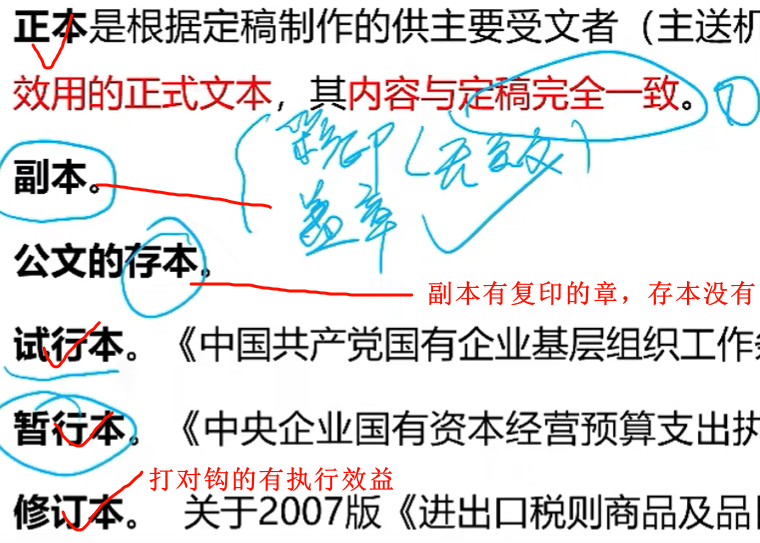 正本是根据定稿制作的供主要受文者（主送机
效用的正式文本，其内容与定稿完全一致。①
副本。
复印（无效）
盖章
公文的存本。
副本有复印的章，存本没有
试行本。《中国共产党国有企业基层组织工作条
暂行本。《中央企业国有资本经营预算支出执
打对钩的有执行效益
修订本。 关于2007版《进出口税则商品及品目